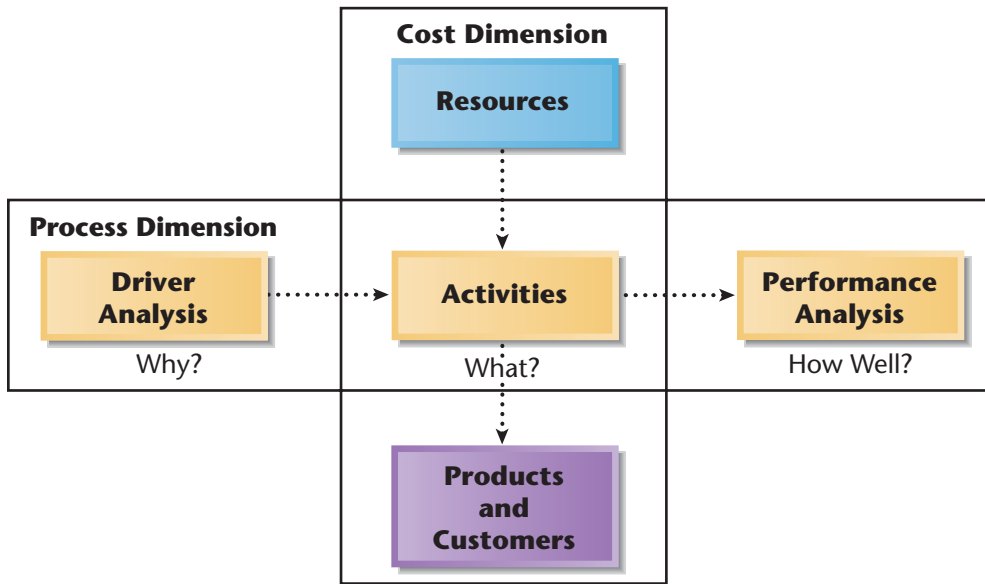 Cost Dimension
Resources
Process Dimension
Driver
Analysis
Activities
Performance
Analysis
Why?
What?
How Well?
Products
and
Customers